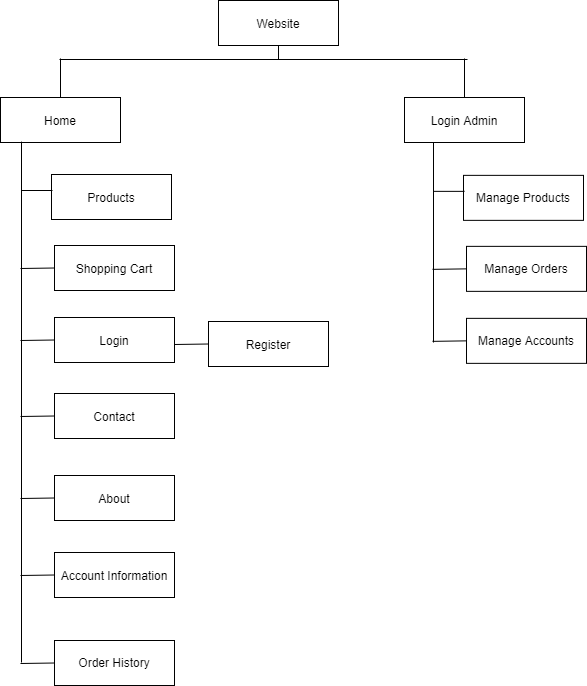 Website
Home
Login Admin
Products
Manage Products
Shopping Cart
Manage Orders
Login
Register
Manage Accounts
Contact
About
Account Information
Order History